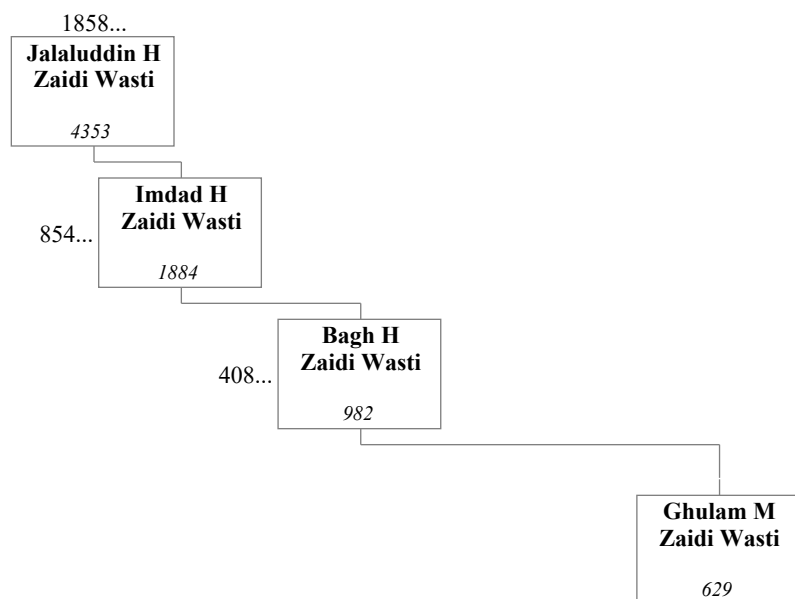 1858...
Jalaluddin H
Zaidi Wasti
4353
Imdad H
Zaidi Wasti
854...
1884
Bagh H
Zaidi Wasti
408...
982
Ghulam M
Zaidi Wasti
629